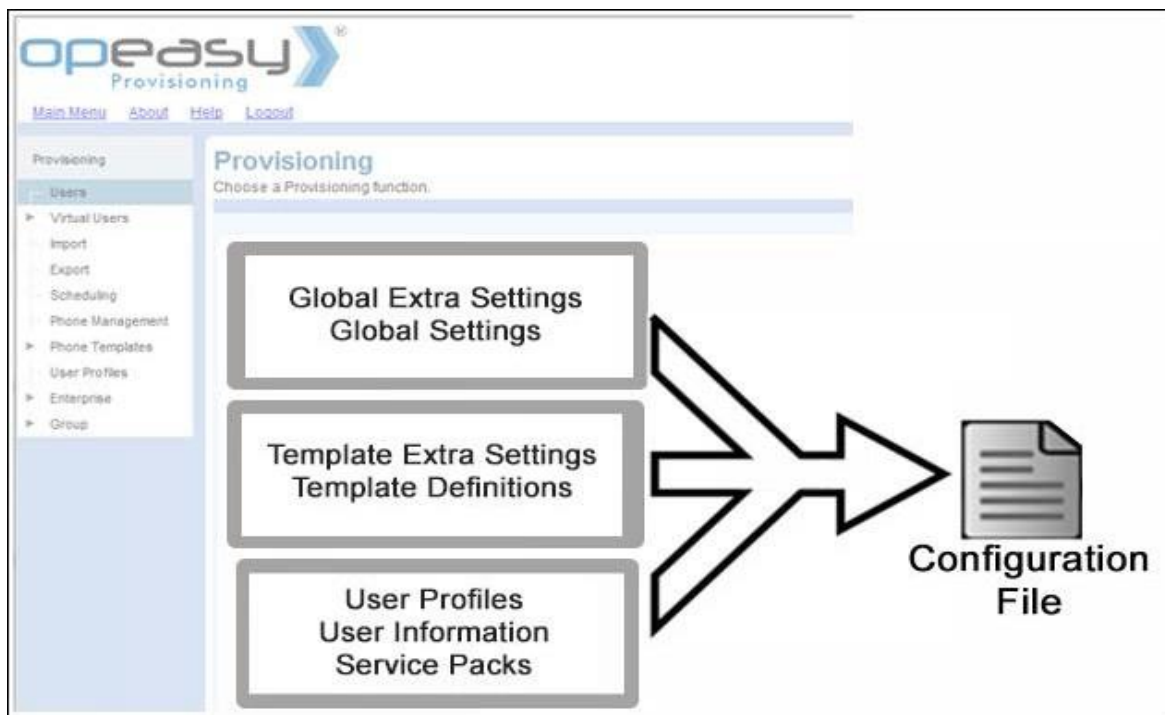 opeasy®
Provisioning
Main Menu About Help Logout
Provisioning
Users
Virtual Users
Import
Export
Scheduling
Phone Management
Phone Templates
User Profiles
Enterprise
Group
Provisioning
Choose a Provisioning function.
Global Extra Settings
Global Settings
Template Extra Settings
Template Definitions
User Profiles
User Information
Service Packs
Configuration
File